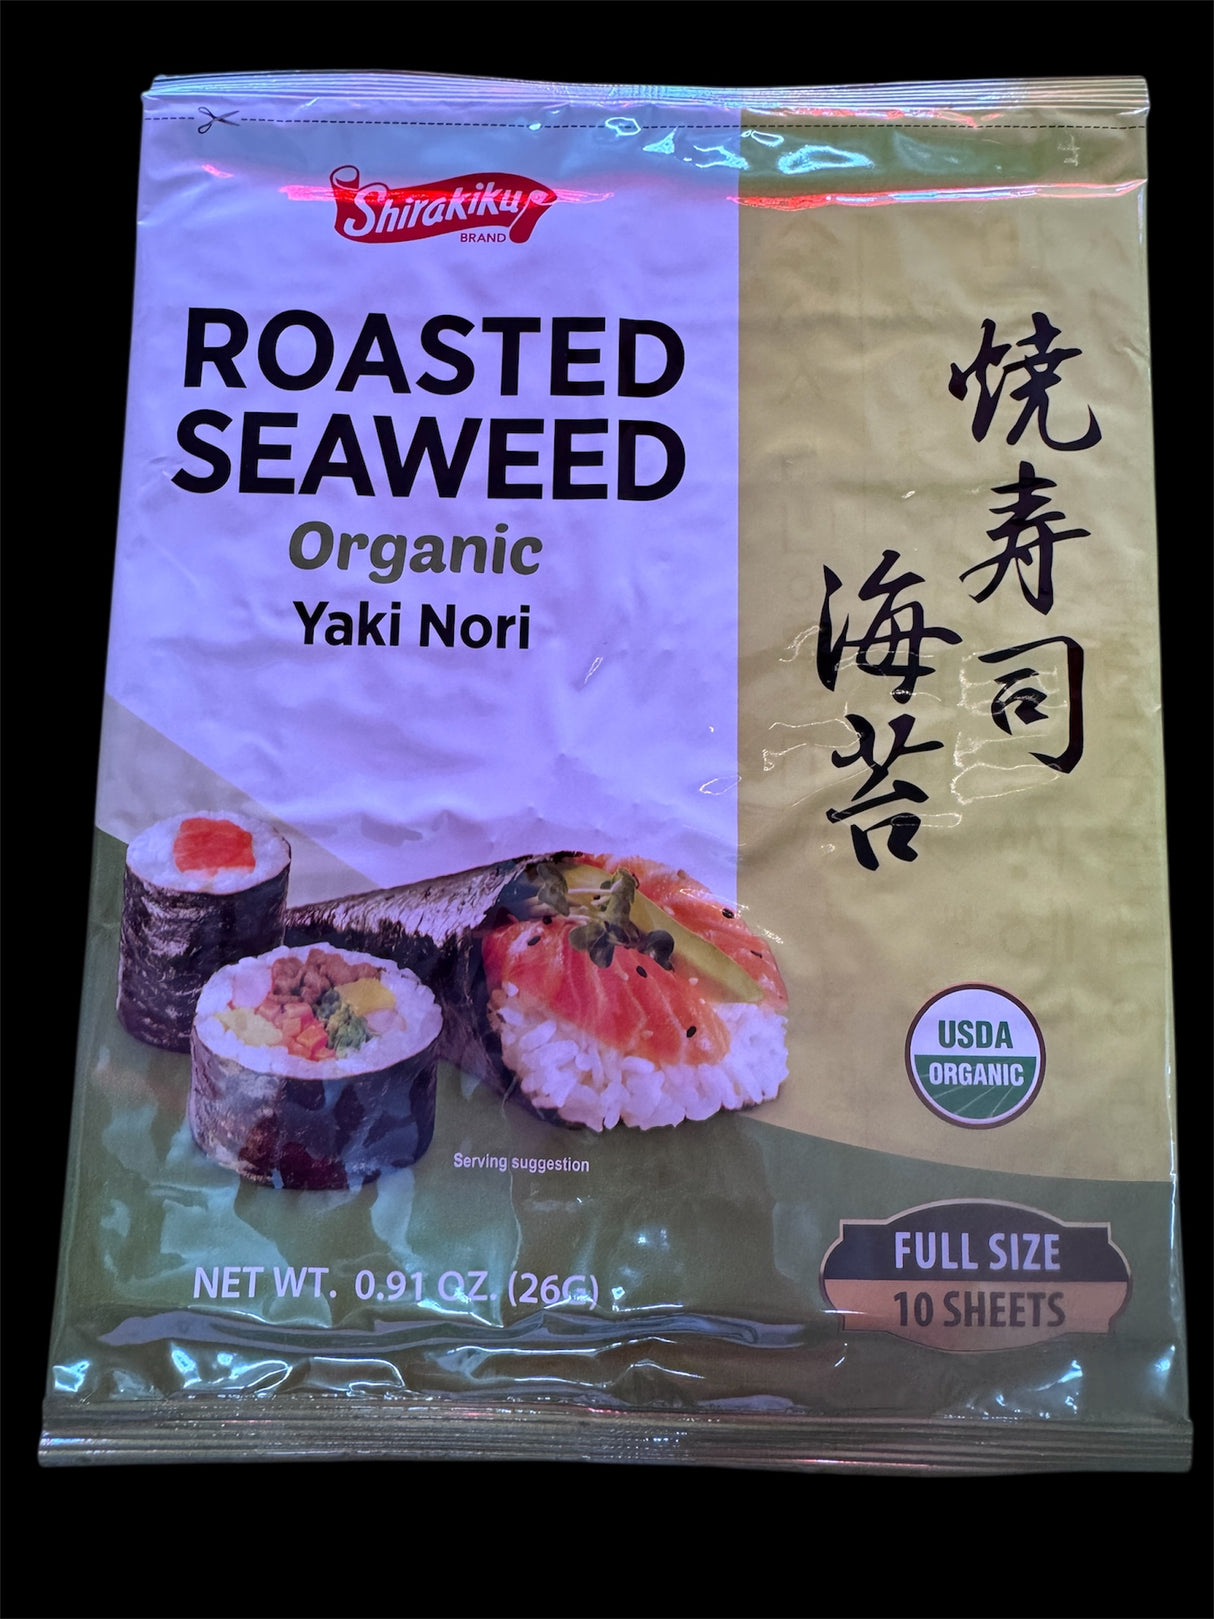 Shirakiku
BRAND
ROASTED
SEAWEED
Organic
Yaki Nori
焼寿司
海苔
USDA
ORGANIC
Serving suggestion
NET WT. 0.91 OZ. (26G)
FULL SIZE
10 SHEETS